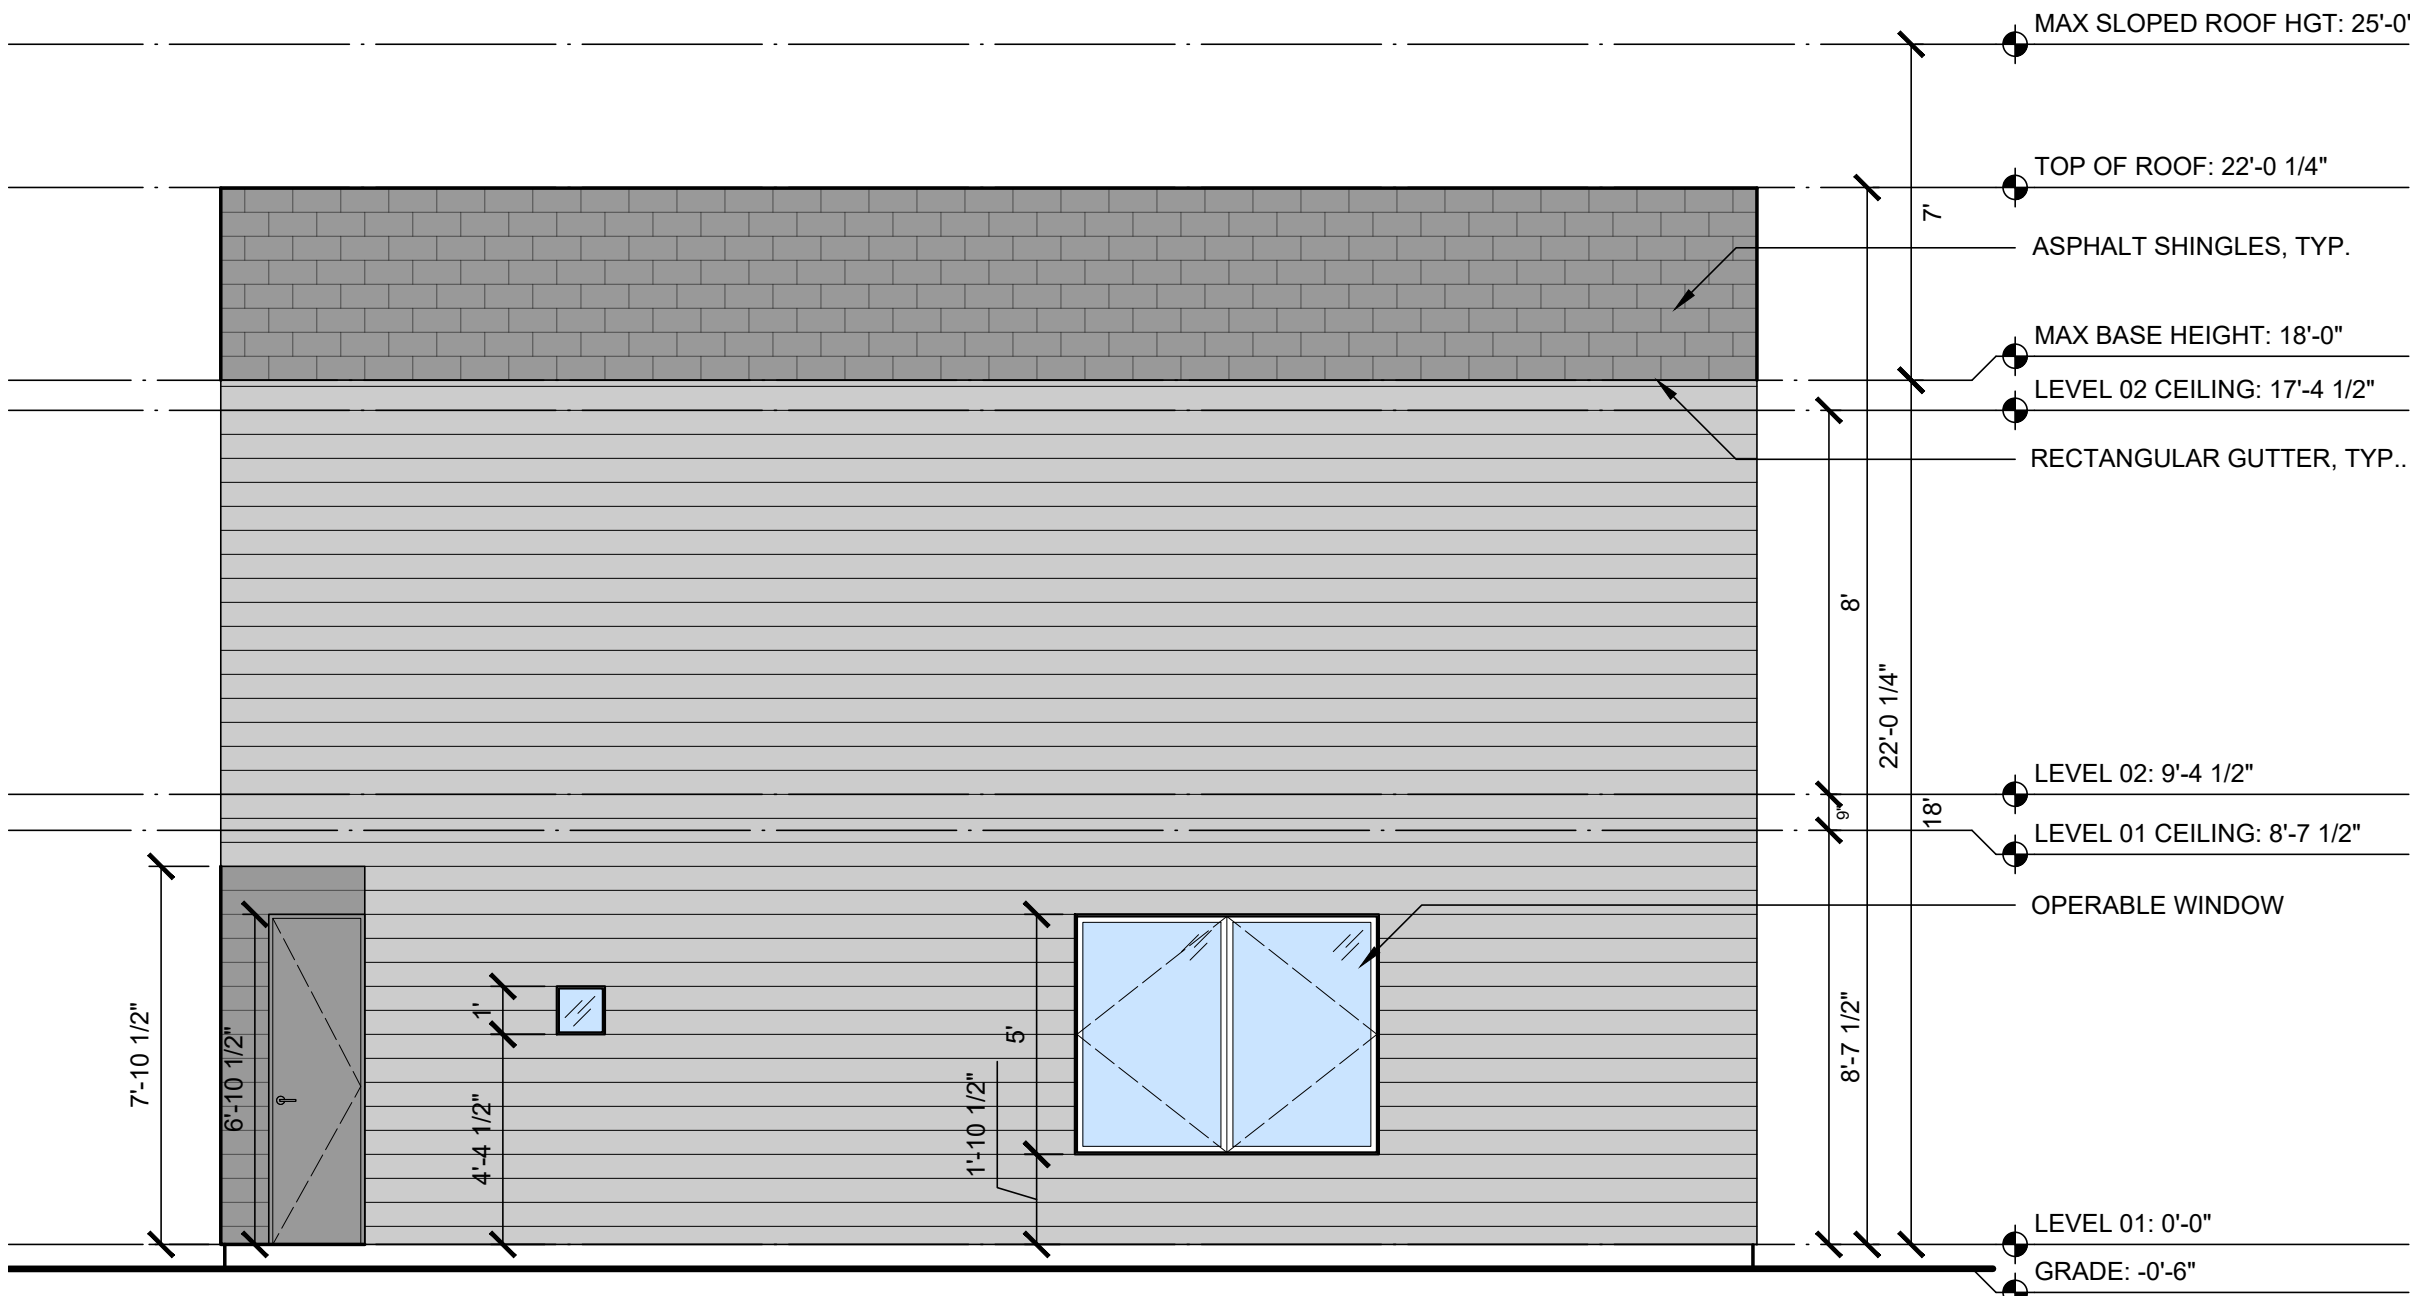 MAX SLOPED ROOF HGT: 25'-0"
TOP OF ROOF: 22'-0 1/4"
7'
ASPHALT SHINGLES, TYP.
MAX BASE HEIGHT: 18'-0"
LEVEL 02 CEILING: 17'-4 1/2"
RECTANGULAR GUTTER, TYP..
8'
22'-0 1/4"
LEVEL 02: 9'-4 1/2"
9"
18'
LEVEL 01 CEILING: 8'-7 1/2"
OPERABLE WINDOW
7'-10 1/2"
6'-10 1/2"
1'
4'-4 1/2"
5'
1'-10 1/2"
8'-7 1/2"
LEVEL 01: 0'-0"
GRADE: -0'-6"